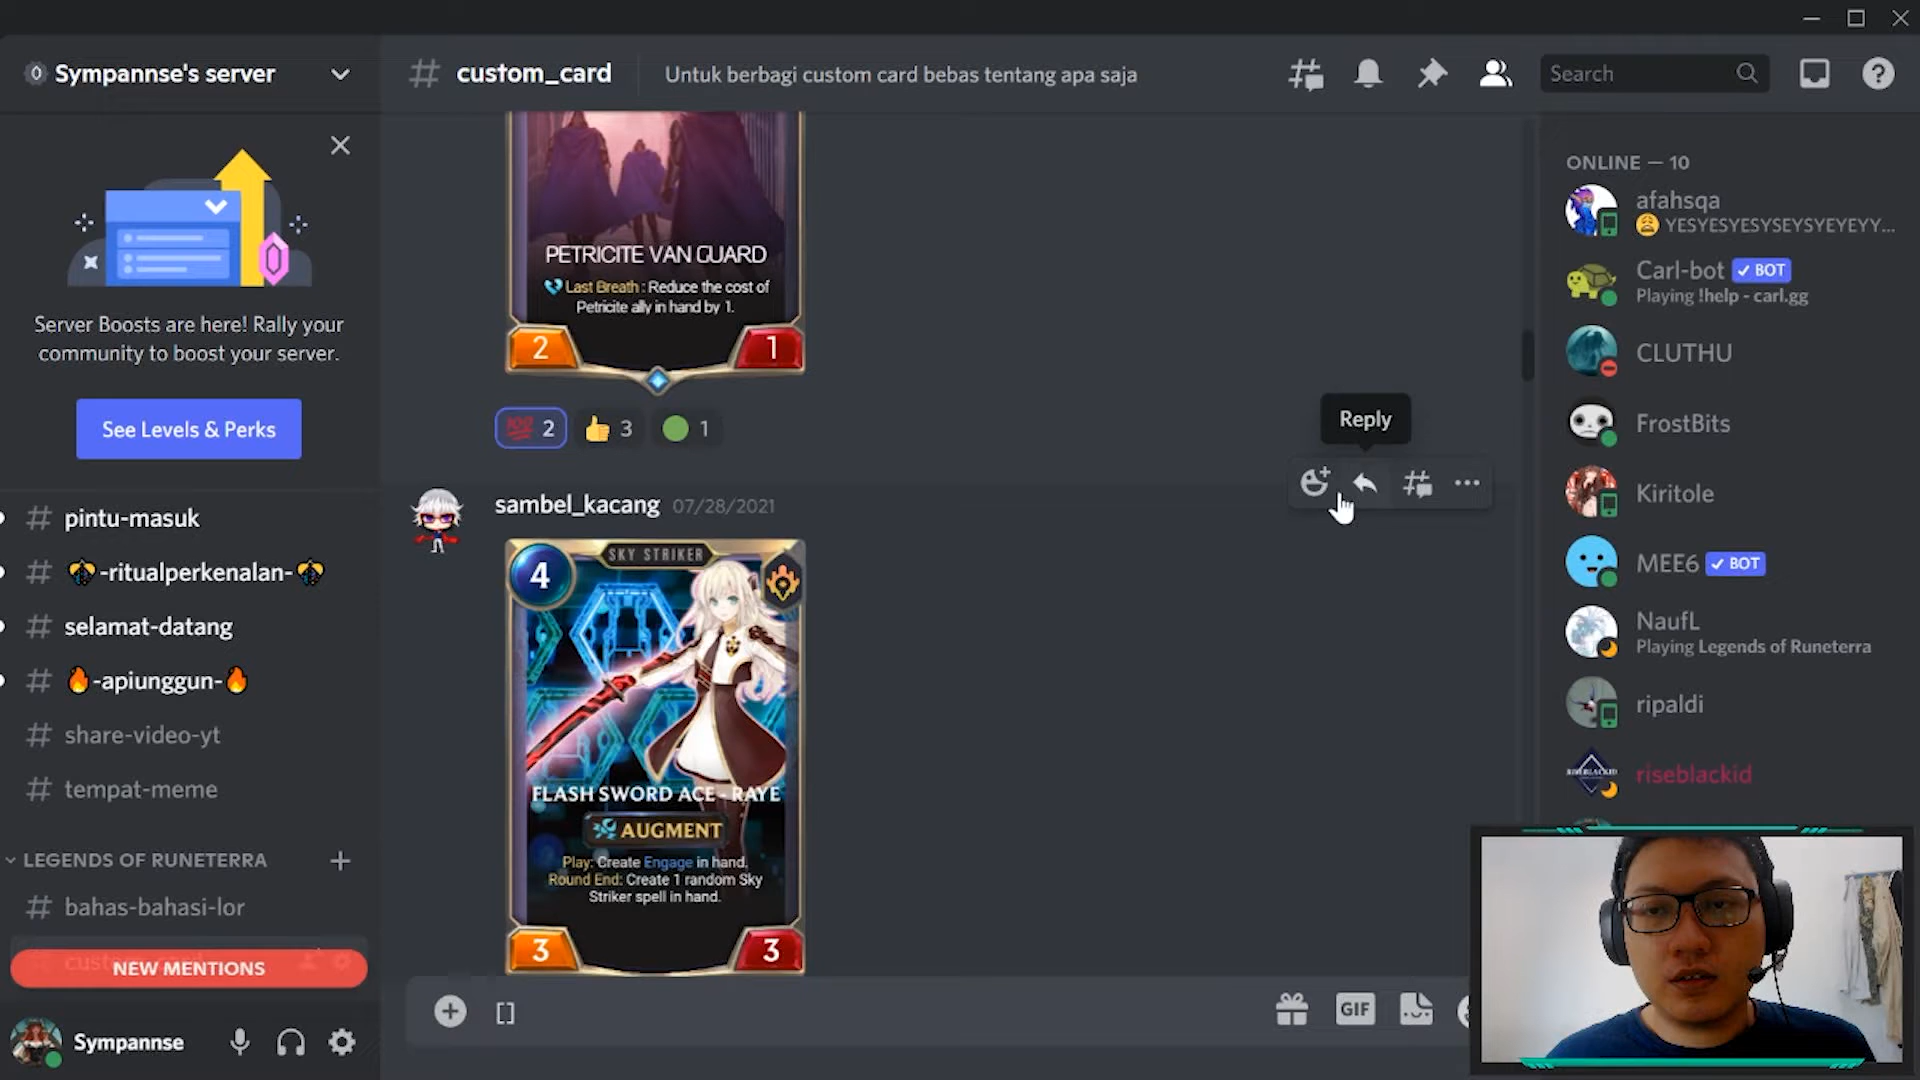 Sympannse's server
custom_card
Untuk berbagi custom card bebas tentang apa saja
Search
Server Boosts are here! Rally your
community to boost your server.
See Levels & Perks
pintu-masuk
-ritualperkenalan-
selamat-datang
-apiunggun-
share-video-yt
tempat-meme
LEGENDS OF RUNETERRA
bahas-bahasi-lor
NEW MENTIONS
Sympannse
PETRICITE VAN GUARD
Last Breath : Reduce the cost of
Petricite ally in hand by 1.
2
1
2
3
1
Reply
sambel_kacang 07/28/2021
SKY STRIKER
4
FLASH SWORD ACE - RAYE
AUGMENT
Play: Create Engage in hand.
Round End: Create 1 random Sky
Striker spell in hand.
3
3
[]
GIF
ONLINE — 10
afahsqa
YESYESYESYSEYSYEYEYY...
Carl-bot ✓ BOT
Playing !help - carl.gg
CLUTHU
FrostBits
Kiritole
MEE6 ✓ BOT
NaufL
Playing Legends of Runeterra
ripaldi
riseblackid